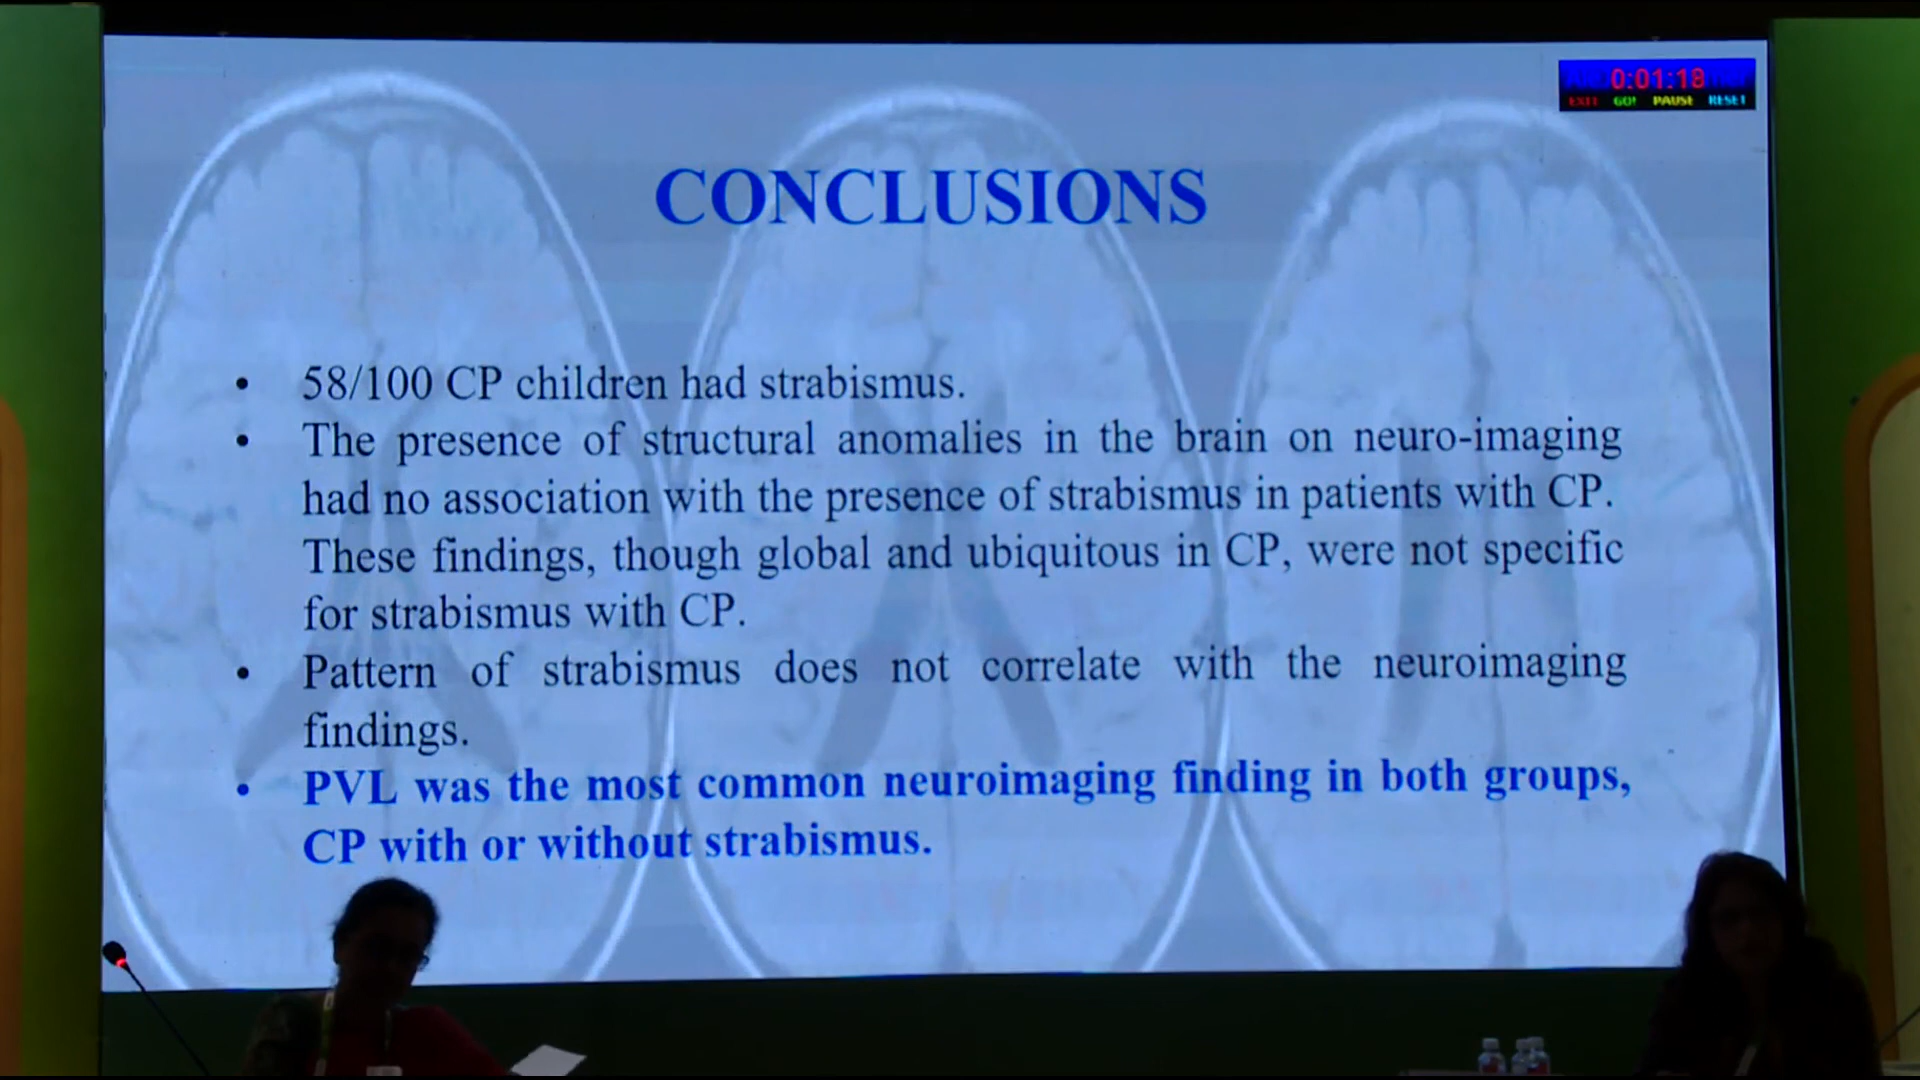 0:01:18
EXIT GO! PAUSE RESET
CONCLUSIONS
• 58/100 CP children had strabismus.
• The presence of structural anomalies in the brain on neuro-imaging
had no association with the presence of strabismus in patients with CP.
These findings, though global and ubiquitous in CP, were not specific
for strabismus with CP.
• Pattern of strabismus does not correlate with the neuroimaging
findings.
• PVL was the most common neuroimaging finding in both groups,
CP with or without strabismus.